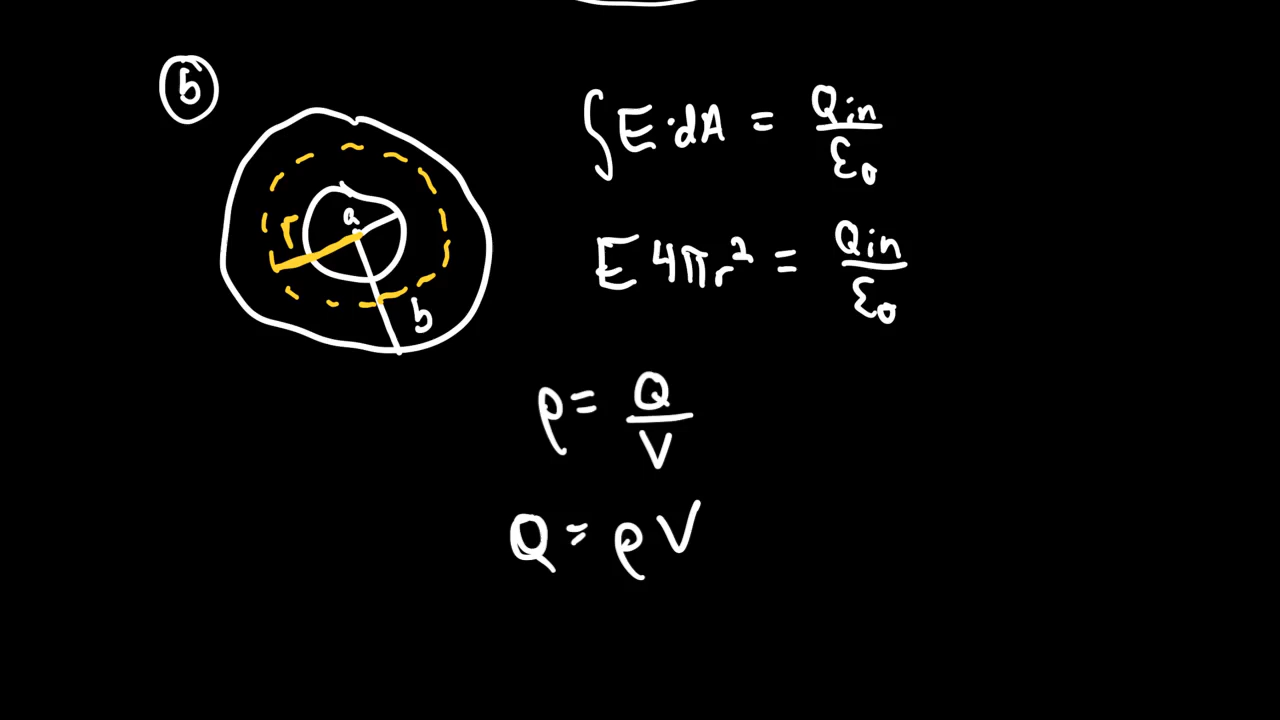 b
a
r
b
∫E·dA = Qin/ε₀
E 4πr² = Qin/ε₀
ρ = Q/V
Q = ρV